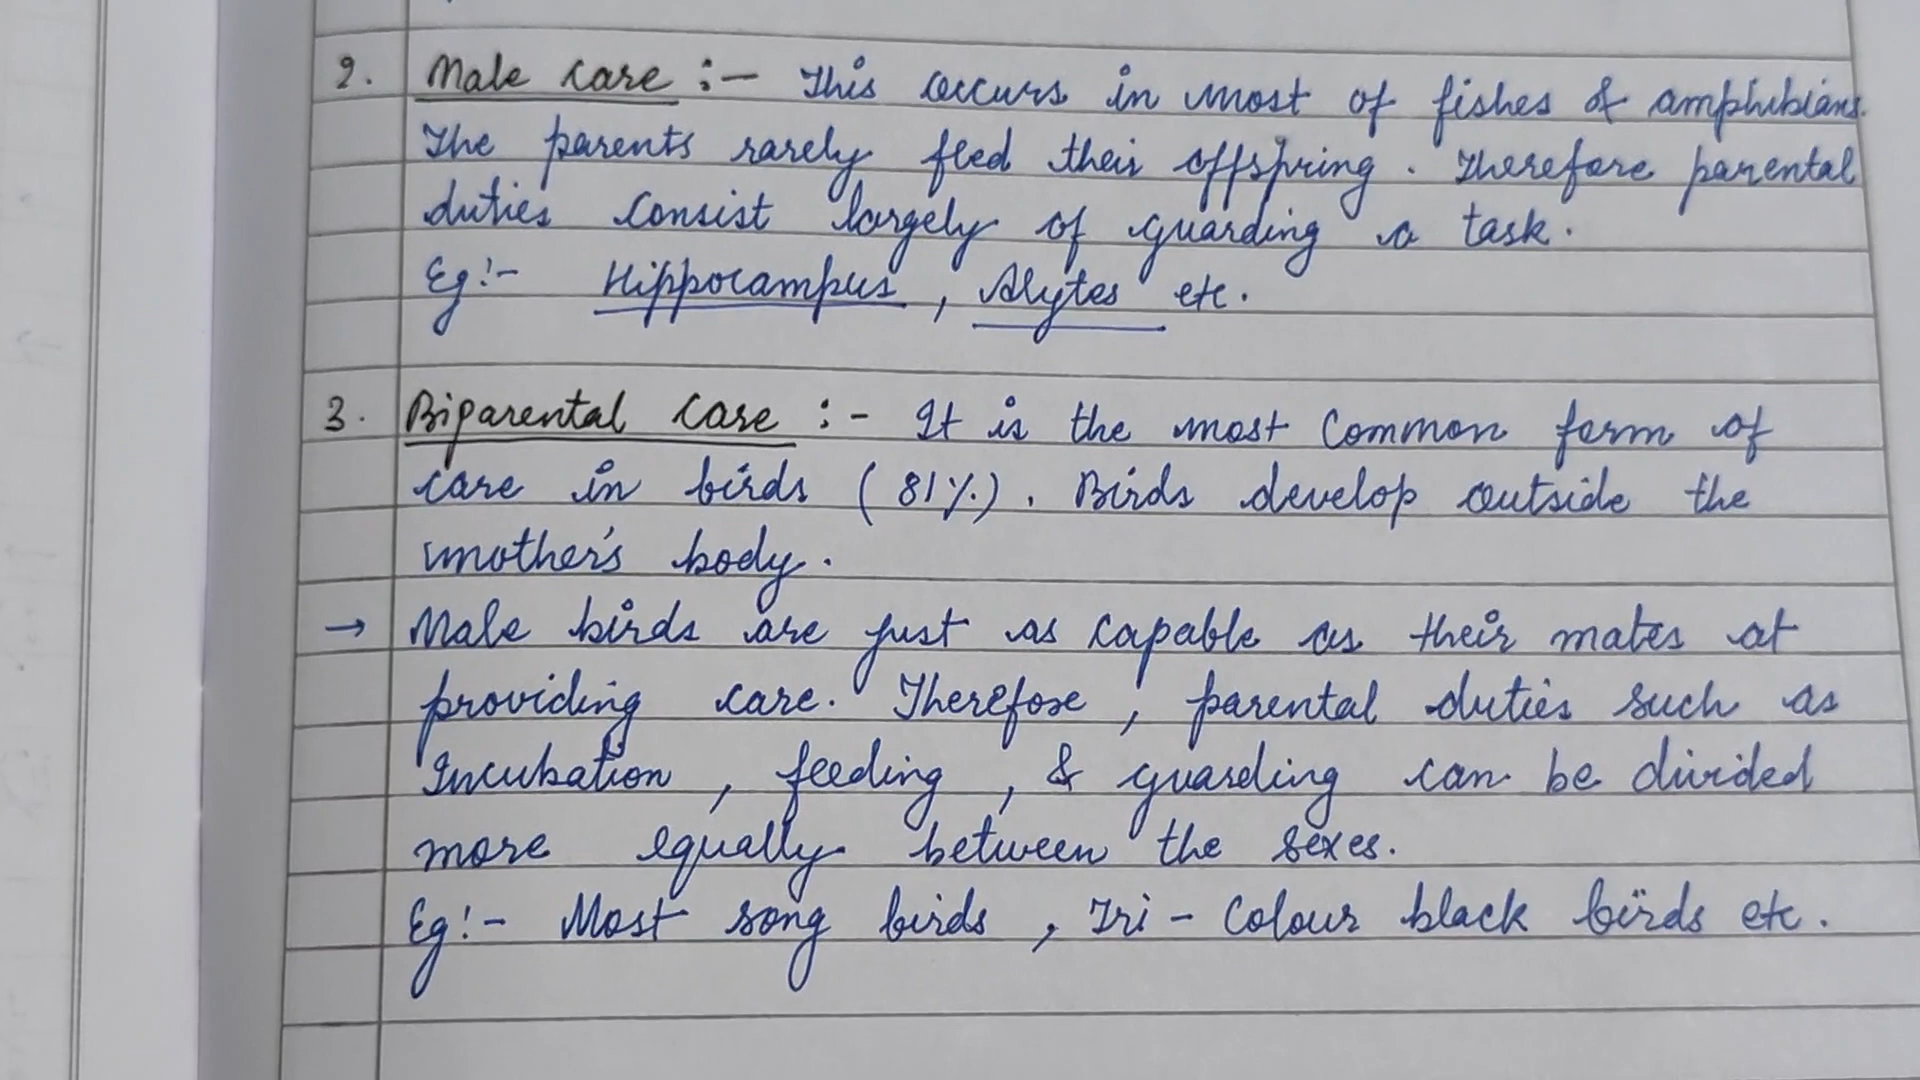 2. Male care :- This occurs in most of fishes & amphibians.
The parents rarely feed their offspring. Therefore parental
duties consist largely of guarding a task.
Eg:- Hippocampus, Alytes etc.
3. Biparental care :- It is the most common form of
care in birds (81%). Birds develop outside the
mother's body.
→ Male birds are just as capable as their mates at
providing care. Therefore, parental duties such as
Incubation, feeding, & guarding can be divided
more equally between the sexes.
Eg:- Most song birds, Tri-Colour black birds etc.